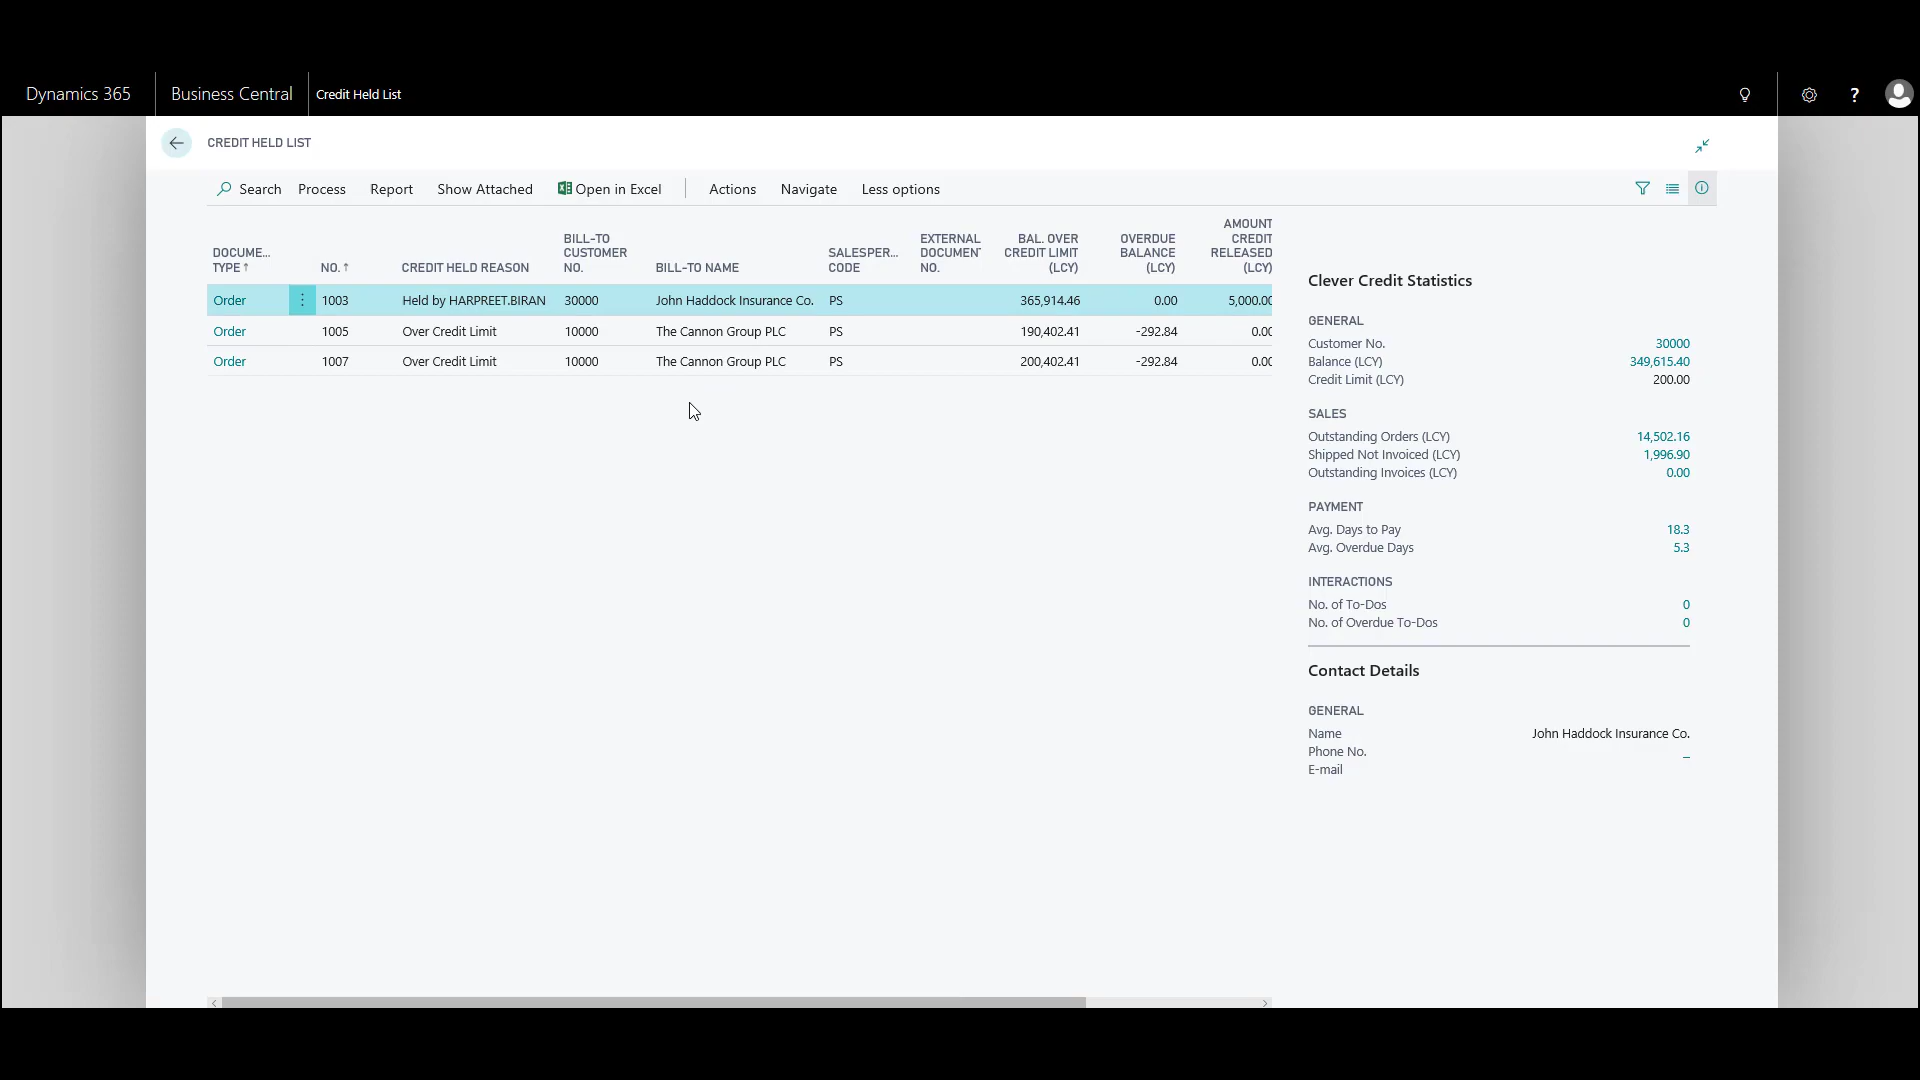 Dynamics 365 Business Central Credit Held List ?
CREDIT HELD LIST
Search Process Report Show Attached Open in Excel Actions Navigate Less options
DOCUME... TYPE ↑ NO. ↑ CREDIT HELD REASON BILL-TO CUSTOMER NO. BILL-TO NAME SALESPER... CODE EXTERNAL DOCUMENT NO. BAL. OVER CREDIT LIMIT (LCY) OVERDUE BALANCE (LCY) AMOUNT CREDIT RELEASED (LCY)
Order 1003 Held by HARPREET.BIRAN 30000 John Haddock Insurance Co. PS 365,914.46 0.00 5,000.00
Order 1005 Over Credit Limit 10000 The Cannon Group PLC PS 190,402.41 -292.84 0.00
Order 1007 Over Credit Limit 10000 The Cannon Group PLC PS 200,402.41 -292.84 0.00
Clever Credit Statistics
GENERAL
Customer No. 30000
Balance (LCY) 349,615.40
Credit Limit (LCY) 200.00
SALES
Outstanding Orders (LCY) 14,502.16
Shipped Not Invoiced (LCY) 1,996.90
Outstanding Invoices (LCY) 0.00
PAYMENT
Avg. Days to Pay 18.3
Avg. Overdue Days 5.3
INTERACTIONS
No. of To-Dos 0
No. of Overdue To-Dos 0
Contact Details
GENERAL
Name John Haddock Insurance Co.
Phone No. _
E-mail